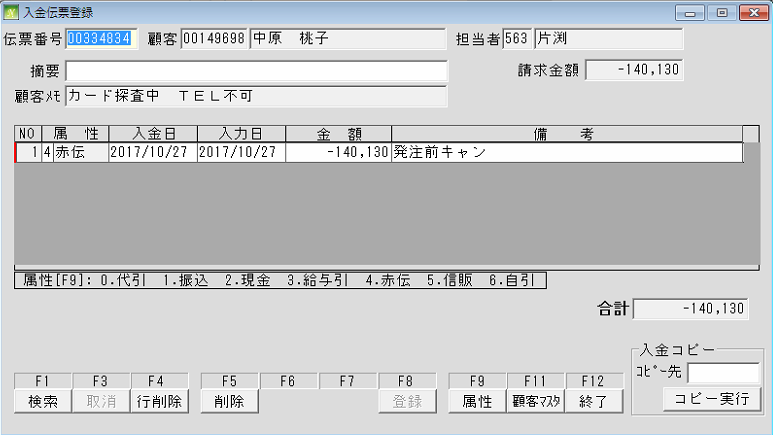 入金伝票登録
伝票番号 00334834 顧客 00149698 中原 桃子 担当者 563 片渕
摘要 請求金額 -140,130
顧客ﾒﾓ カード探査中 TEL不可
NO 属 性 入金日 入力日 金 額 備 考
1 4 赤伝 2017/10/27 2017/10/27 -140,130 発注前キャン
属性[F9]: 0.代引 1.振込 2.現金 3.給与引 4.赤伝 5.信販 6.自引
合計 -140,130
入金コピー
ｺﾋﾟｰ先
コピー実行
F1 F3 F4 F5 F6 F7 F8 F9 F11 F12
検索 取消 行削除 削除 登録 属性 顧客ﾏｽﾀ 終了